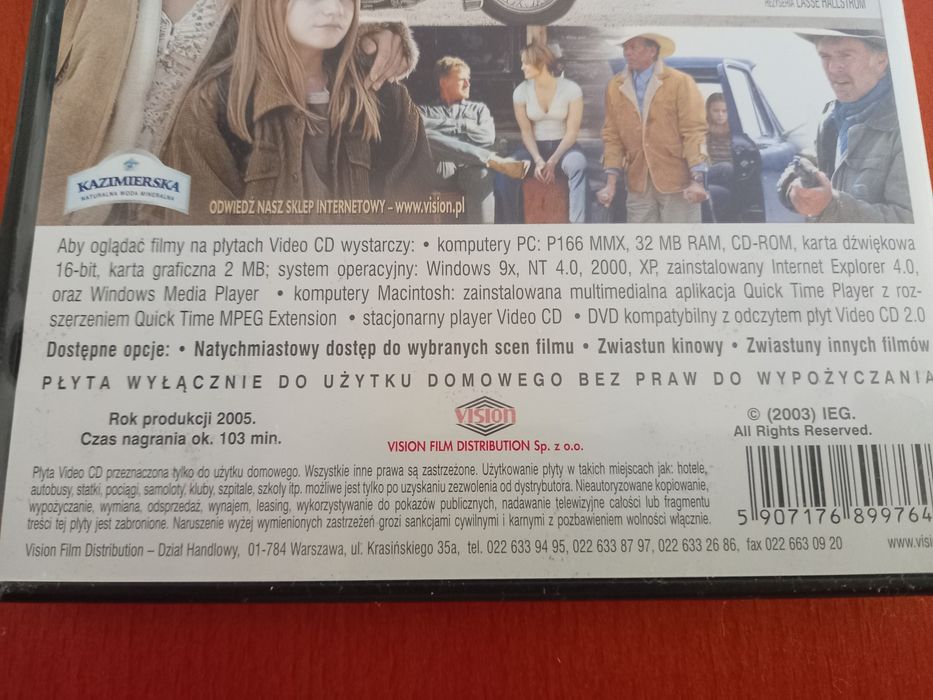 REŻYSERIA LASSE HALLSTRÖM
KAZIMIERSKA
NATURALNA WODA MINERALNA
ODWIEDŹ NASZ SKLEP INTERNETOWY – www.vision.pl
Aby oglądać filmy na płytach Video CD wystarczy: • komputery PC: P166 MMX, 32 MB RAM, CD-ROM, karta dźwiękowa
16-bit, karta graficzna 2 MB; system operacyjny: Windows 9x, NT 4.0, 2000, XP, zainstalowany Internet Explorer 4.0,
oraz Windows Media Player • komputery Macintosh: zainstalowana multimedialna aplikacja Quick Time Player z roz-
szerzeniem Quick Time MPEG Extension • stacjonarny player Video CD • DVD kompatybilny z odczytem płyt Video CD 2.0
Dostępne opcje: • Natychmiastowy dostęp do wybranych scen filmu • Zwiastun kinowy • Zwiastuny innych filmów
PŁYTA WYŁĄCZNIE DO UŻYTKU DOMOWEGO BEZ PRAW DO WYPOŻYCZANIA
Rok produkcji 2005.
Czas nagrania ok. 103 min.
VISION
VISION FILM DISTRIBUTION Sp. z o.o.
© (2003) IEG.
All Rights Reserved.
Płyta Video CD przeznaczona tylko do użytku domowego. Wszystkie inne prawa są zastrzeżone. Użytkowanie płyty w takich miejscach jak: hotele,
autobusy, statki, pociągi, samoloty, kluby, szpitale, szkoły itp. możliwe jest tylko po uzyskaniu zezwolenia od dystrybutora. Nieautoryzowane kopiowanie,
wypożyczanie, wymiana, odsprzedaż, wynajem, leasing, wykorzystywanie do pokazów publicznych, nadawanie telewizyjne całości lub fragmentu
treści tej płyty jest zabronione. Naruszenie wyżej wymienionych zastrzeżeń grozi sankcjami cywilnymi i karnymi z pozbawieniem wolności włącznie.
5 907176 899764
Vision Film Distribution – Dział Handlowy, 01-784 Warszawa, ul. Krasińskiego 35a, tel. 022 633 94 95, 022 633 87 97, 022 633 26 86, fax 022 663 09 20
www.visi